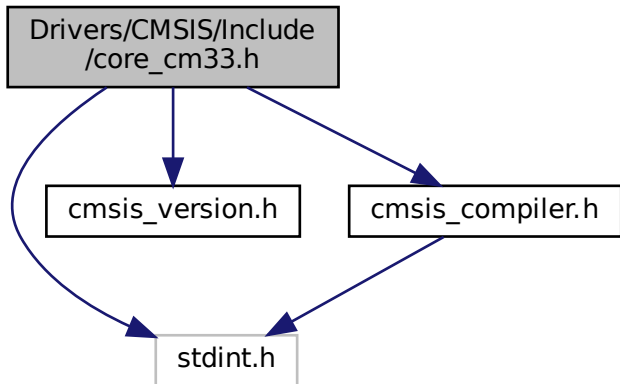 Drivers/CMSIS/Include
/core_cm33.h
cmsis_version.h
cmsis_compiler.h
stdint.h